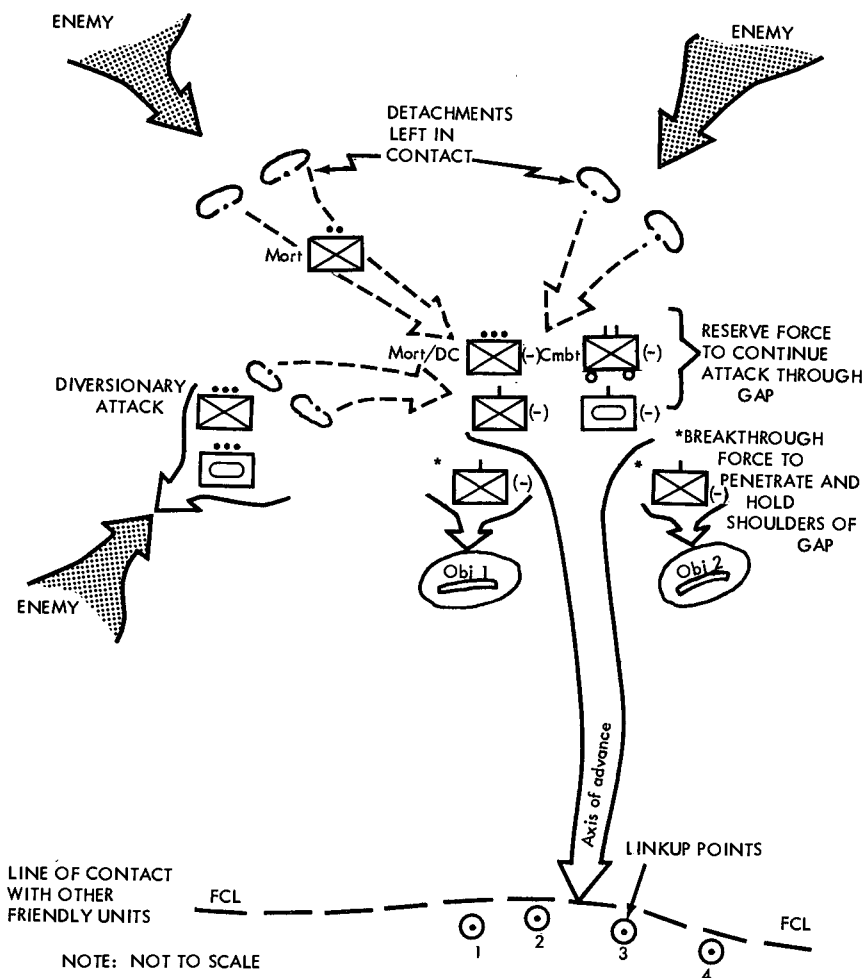 ENEMY
ENEMY
DETACHMENTS
LEFT IN
CONTACT
Mort
Mort/DC
(-)
Cmbt
(-)
RESERVE FORCE
TO CONTINUE
ATTACK THROUGH
GAP
DIVERSIONARY
ATTACK
(-)
(-)
*BREAKTHROUGH
FORCE TO
PENETRATE AND
HOLD
SHOULDERS OF
GAP
*
(-)
*
(-)
Obj 1
Obj 2
ENEMY
Axis of advance
LINKUP POINTS
LINE OF CONTACT
WITH OTHER
FRIENDLY UNITS
FCL
FCL
1
2
3
4
NOTE: NOT TO SCALE